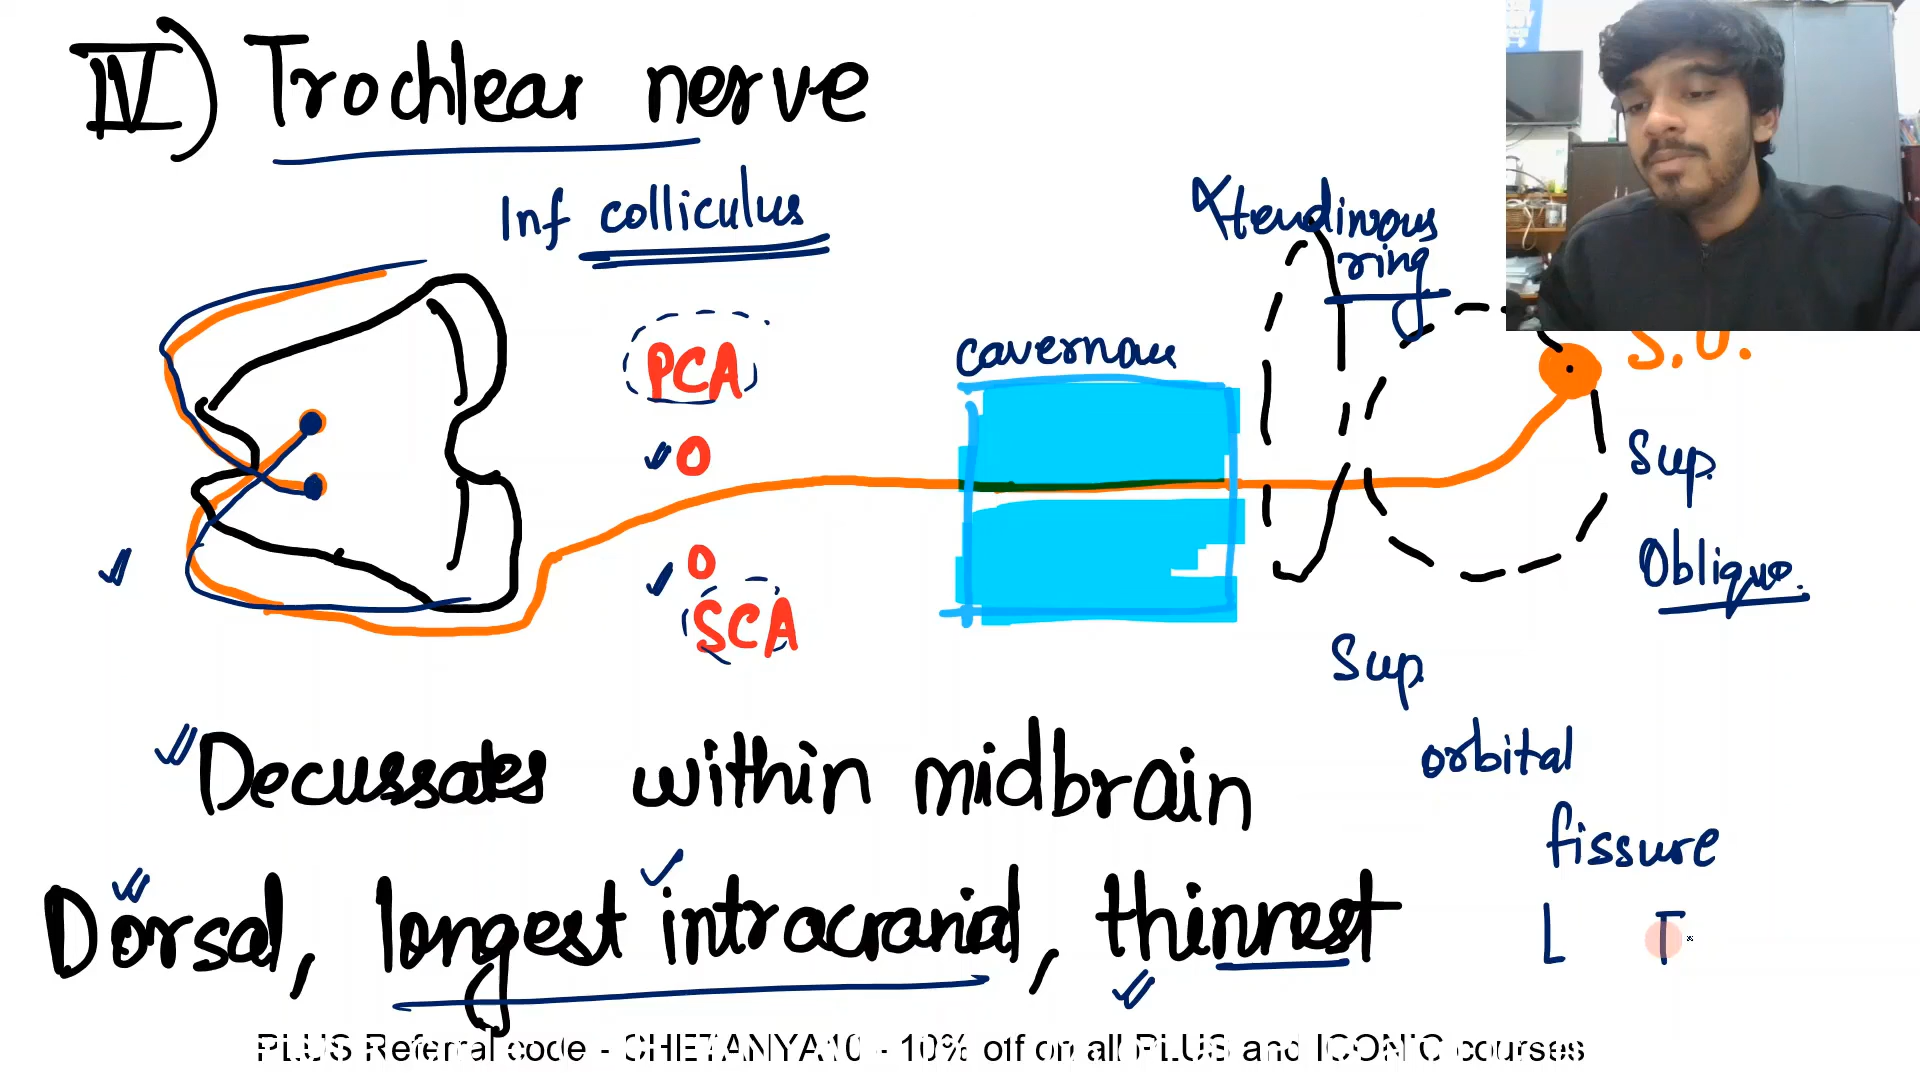 IV) Trochlear nerve
Inf colliculus
Xtendinous
ring
PCA
O
O
SCA
cavernous
S.O.
Sup.
Oblique.
Sup.
orbital
fissure
L F
Decussates within midbrain
Dorsal, longest intracranial, thinnest
PLUS Referral code - CHETANYA10 - 10% off on all PLUS and ICONIC courses